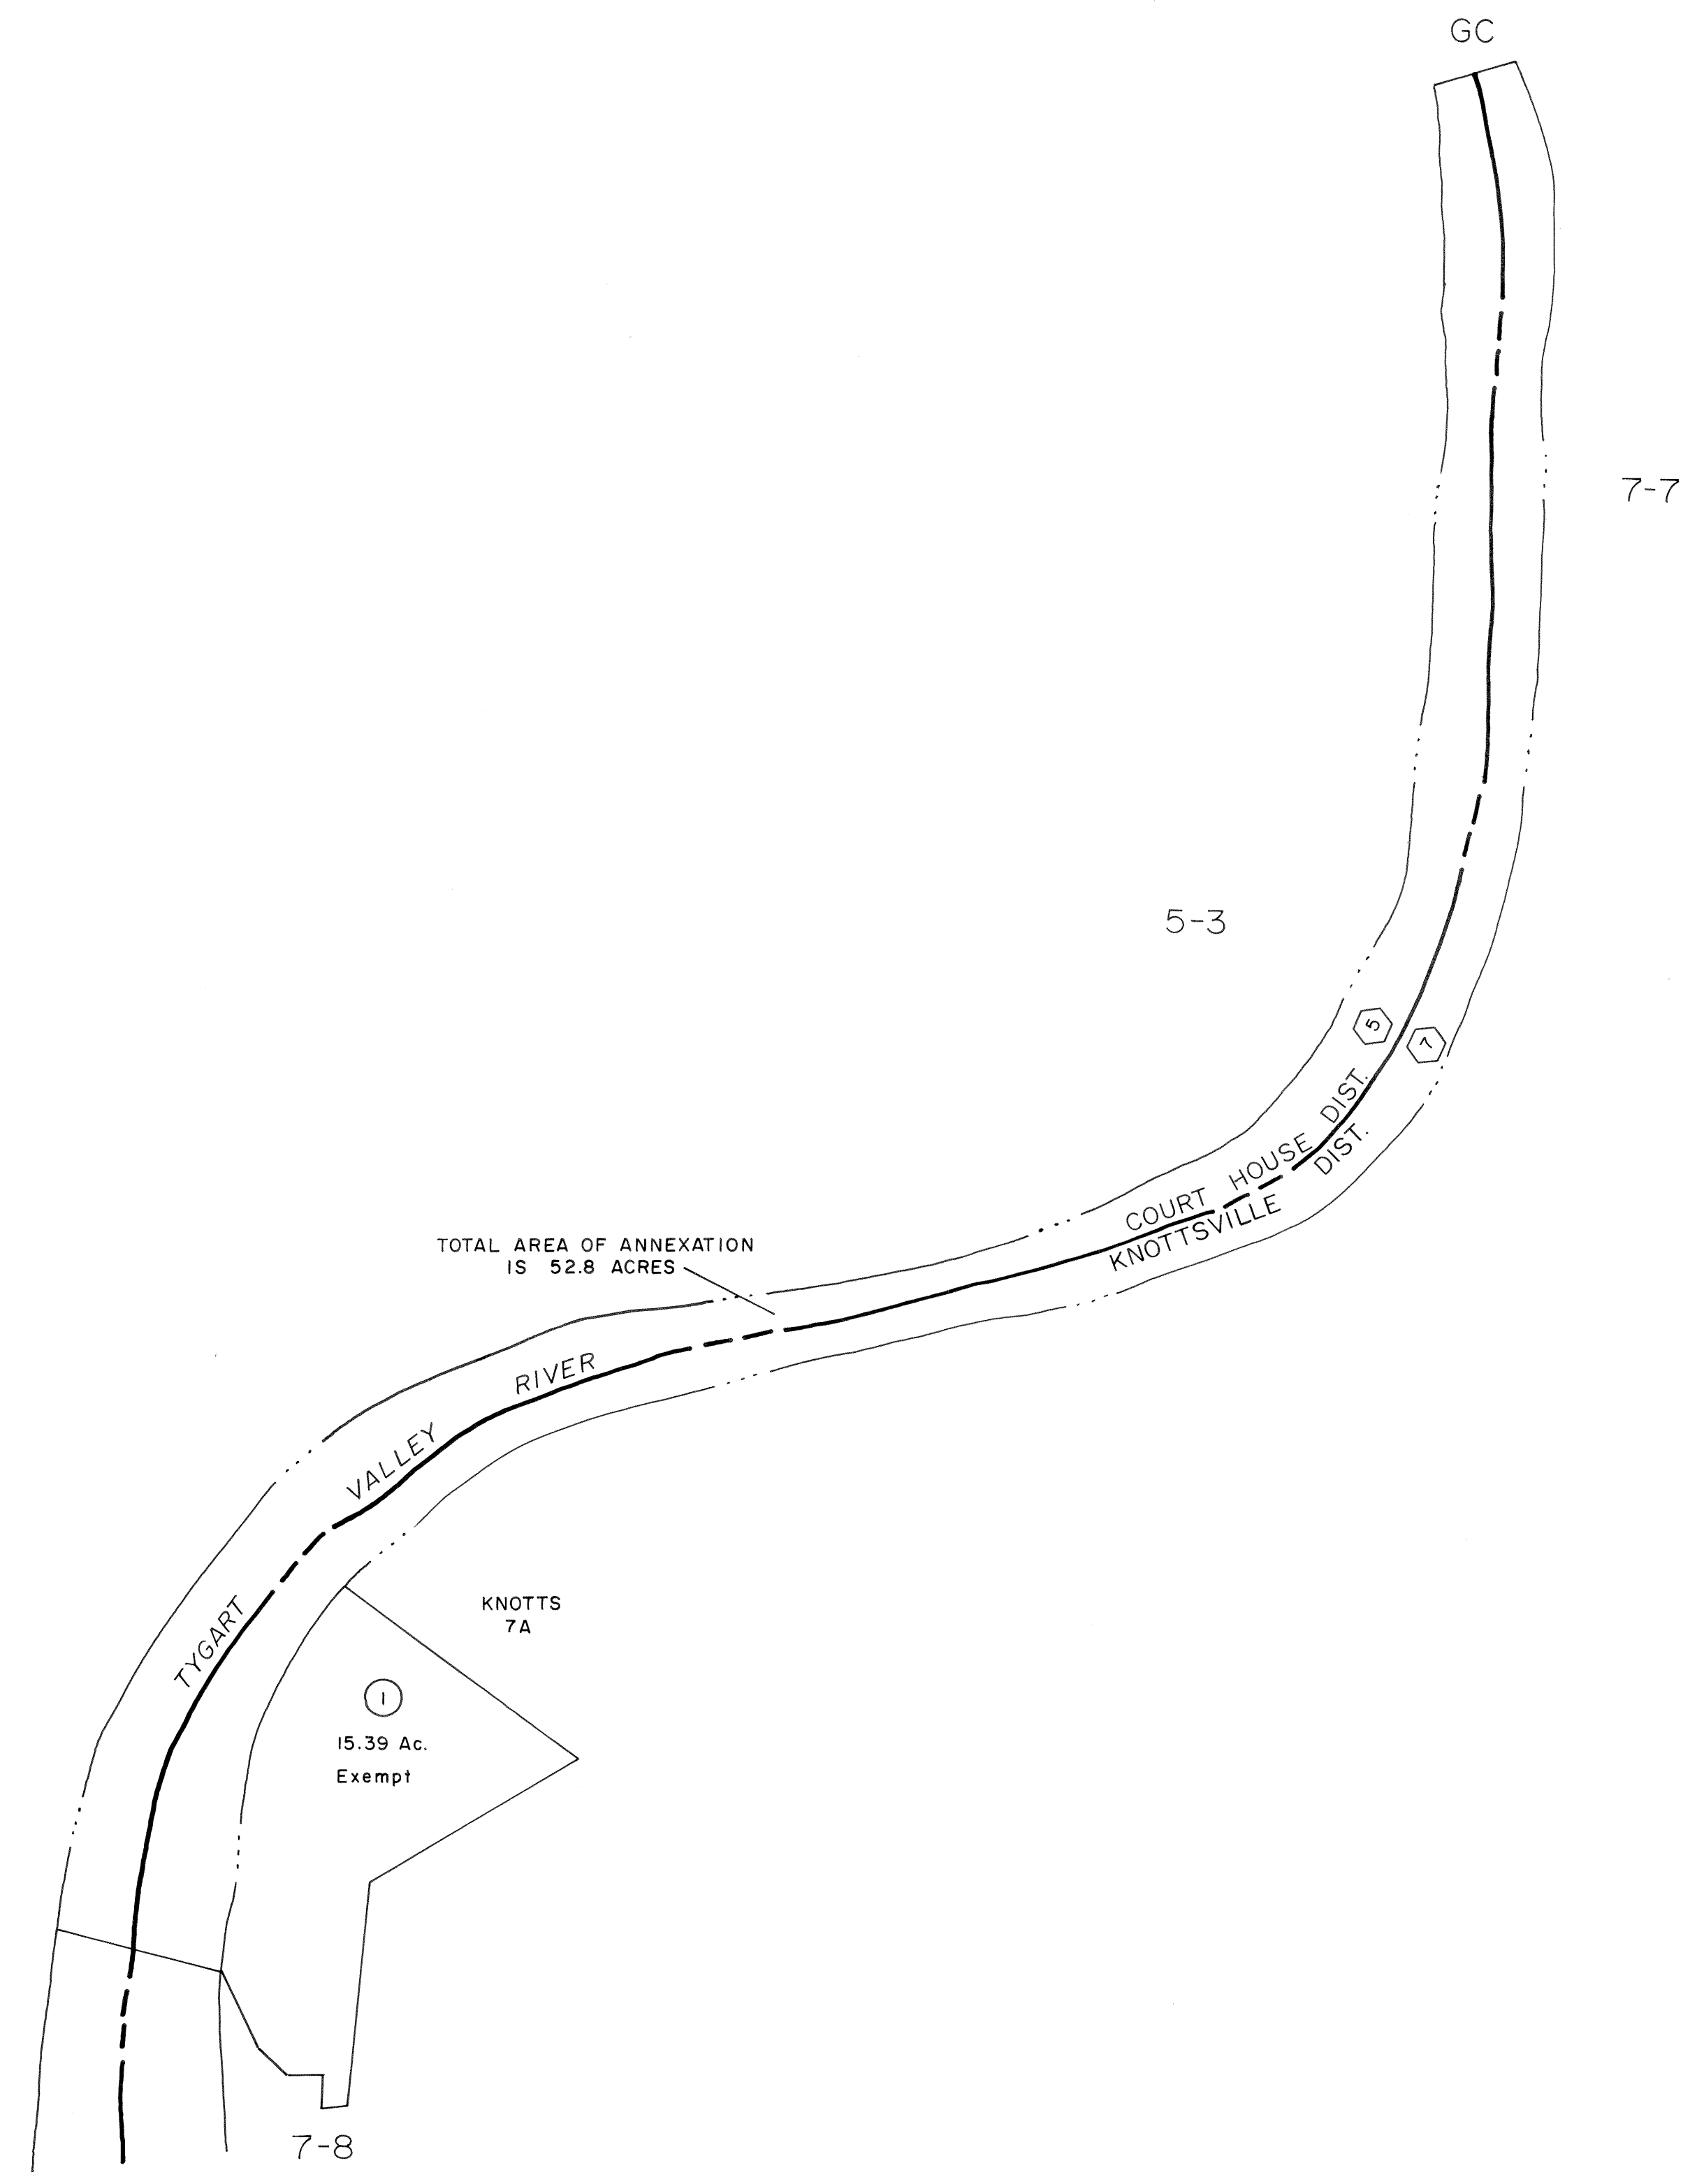 GC
7-7
5-3
5
7
COURT HOUSE DIST.
KNOTTSVILLE DIST.
TOTAL AREA OF ANNEXATION
IS 52.8 ACRES
TYGART VALLEY RIVER
KNOTTS
7A
1
15.39 Ac.
Exempt
7-8